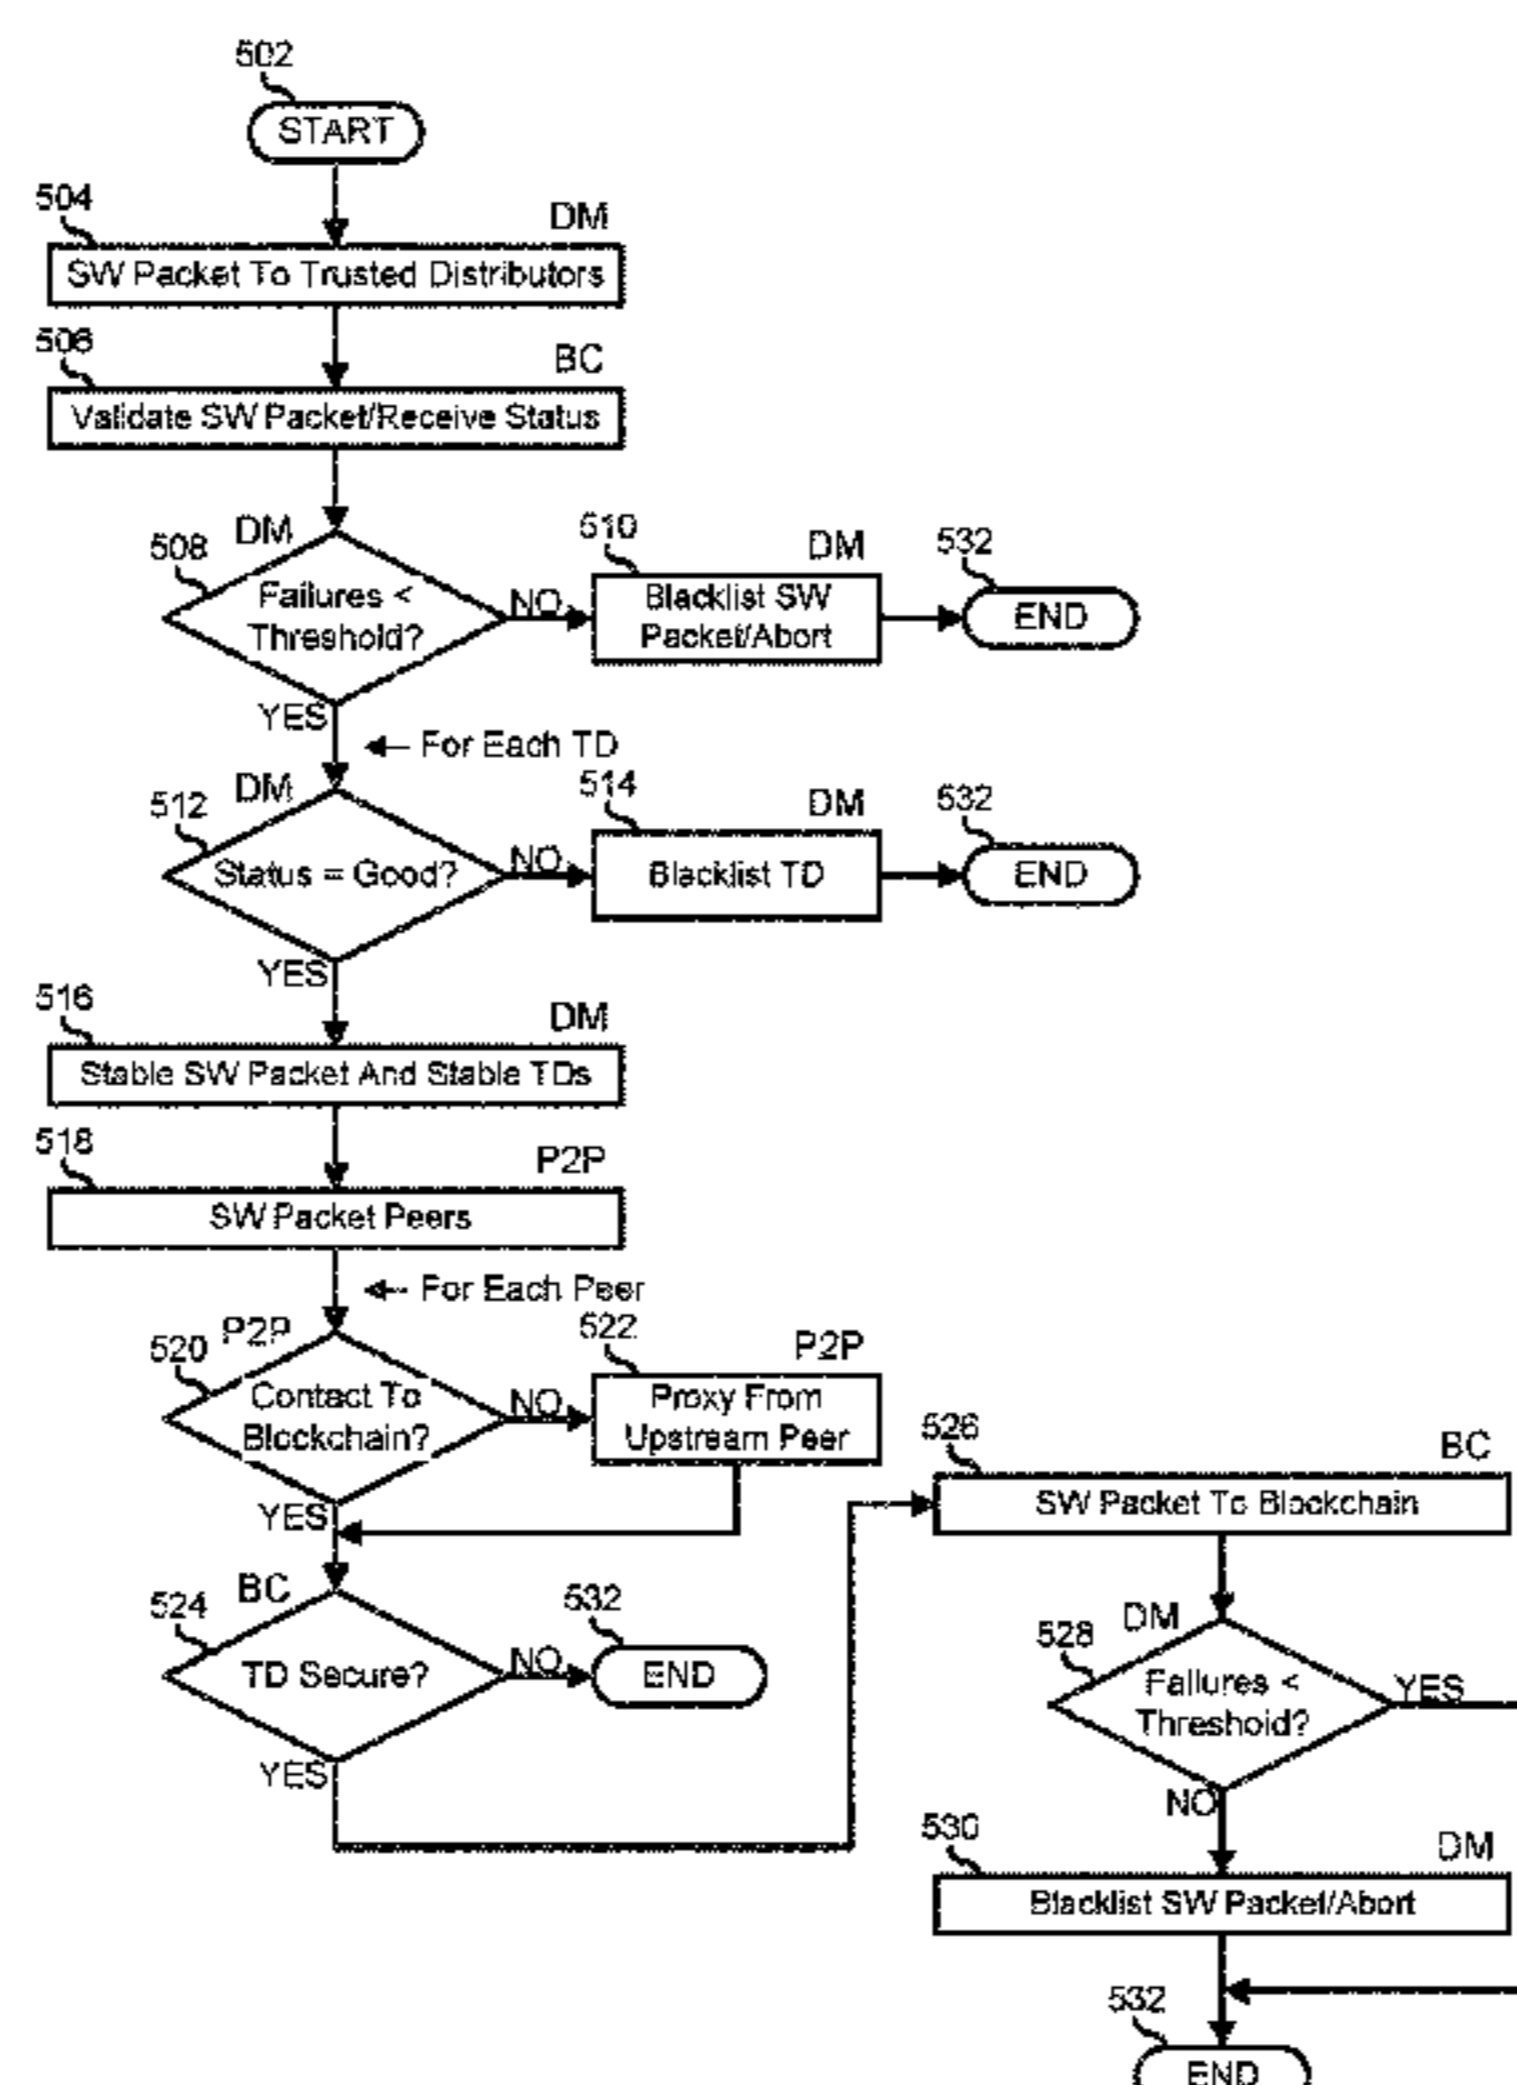 502
START
504
DM
SW Packet To Trusted Distributors
506
BC
Validate SW Packet/Receive Status
508
DM
Failures <
Threshold?
NO
YES
510
DM
Blacklist SW
Packet/Abort
532
END
← For Each TD
512
DM
Status = Good?
NO
YES
514
DM
Blacklist TD
532
END
516
DM
Stable SW Packet And Stable TDs
518
P2P
SW Packet Peers
← For Each Peer
520
P2P
Contact To
Blockchain?
NO
YES
522
P2P
Proxy From
Upstream Peer
524
BC
TD Secure?
NO
YES
532
END
526
BC
SW Packet To Blockchain
528
DM
Failures <
Threshold?
YES
NO
530
DM
Blacklist SW Packet/Abort
532
END